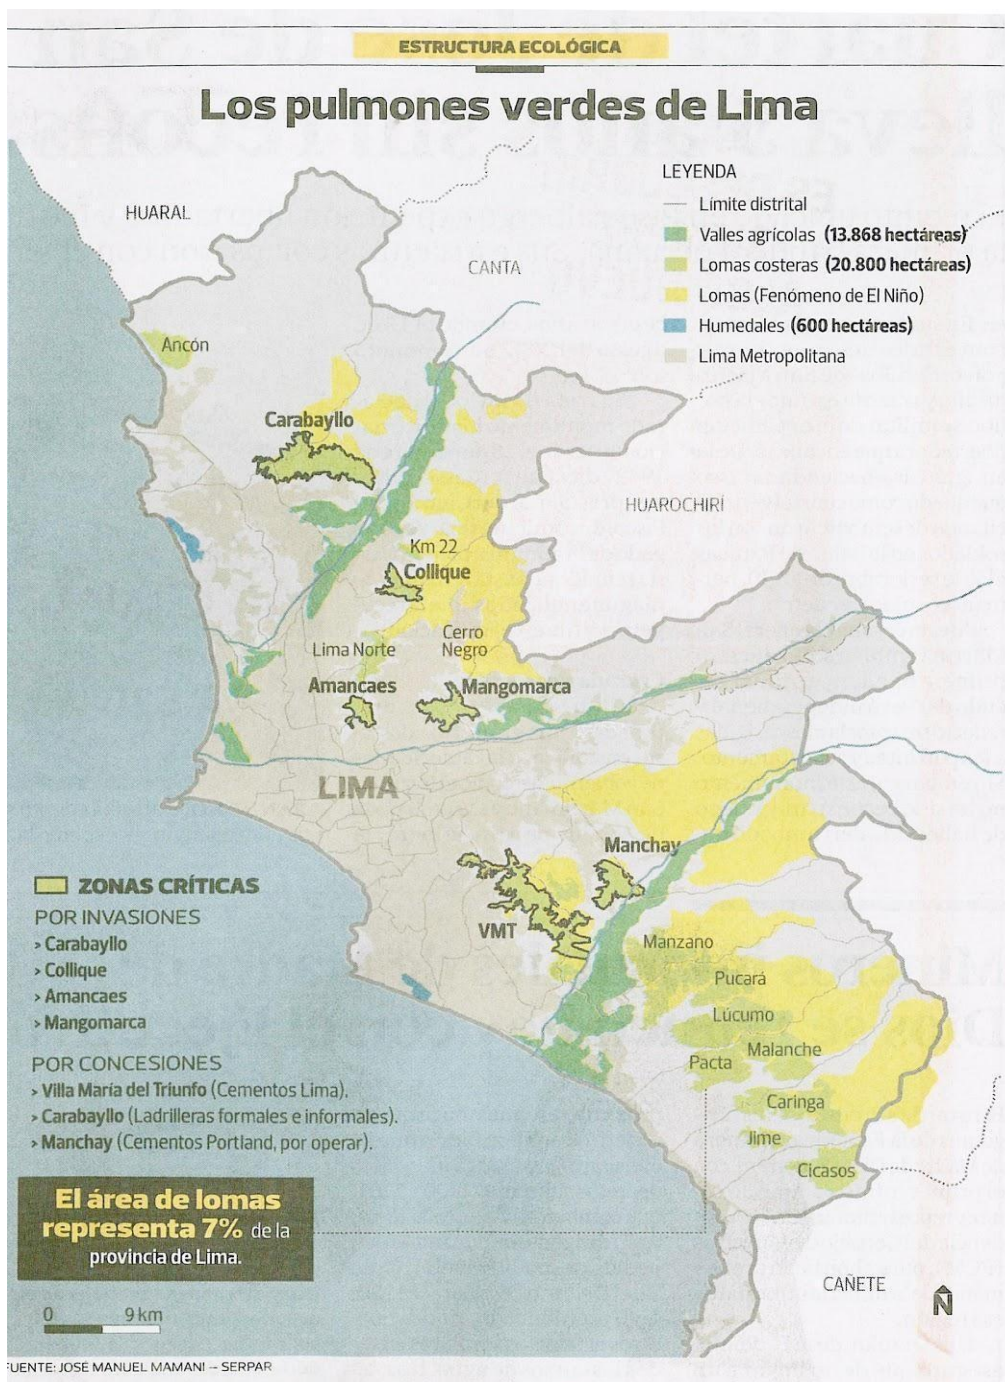 ESTRUCTURA ECOLÓGICA
Los pulmones verdes de Lima
LEYENDA
Límite distrital
Valles agrícolas (13.868 hectáreas)
Lomas costeras (20.800 hectáreas)
Lomas (Fenómeno de El Niño)
Humedales (600 hectáreas)
Lima Metropolitana
HUARAL
CANTA
Ancón
Carabayllo
HUAROCHIRÍ
Km 22
Collique
Lima Norte
Cerro
Negro
Amancaes
Mangomarca
LIMA
Manchay
VMT
Manzano
Pucará
Lúcumo
Malanche
Pacta
Caringa
Jime
Cicasos
CAÑETE
N
ZONAS CRÍTICAS
POR INVASIONES
> Carabayllo
> Collique
> Amancaes
> Mangomarca
POR CONCESIONES
> Villa María del Triunfo (Cementos Lima).
> Carabayllo (Ladrilleras formales e informales).
> Manchay (Cementos Portland, por operar).
El área de lomas
representa 7% de la
provincia de Lima.
0 9 km
FUENTE: JOSÉ MANUEL MAMANI – SERPAR